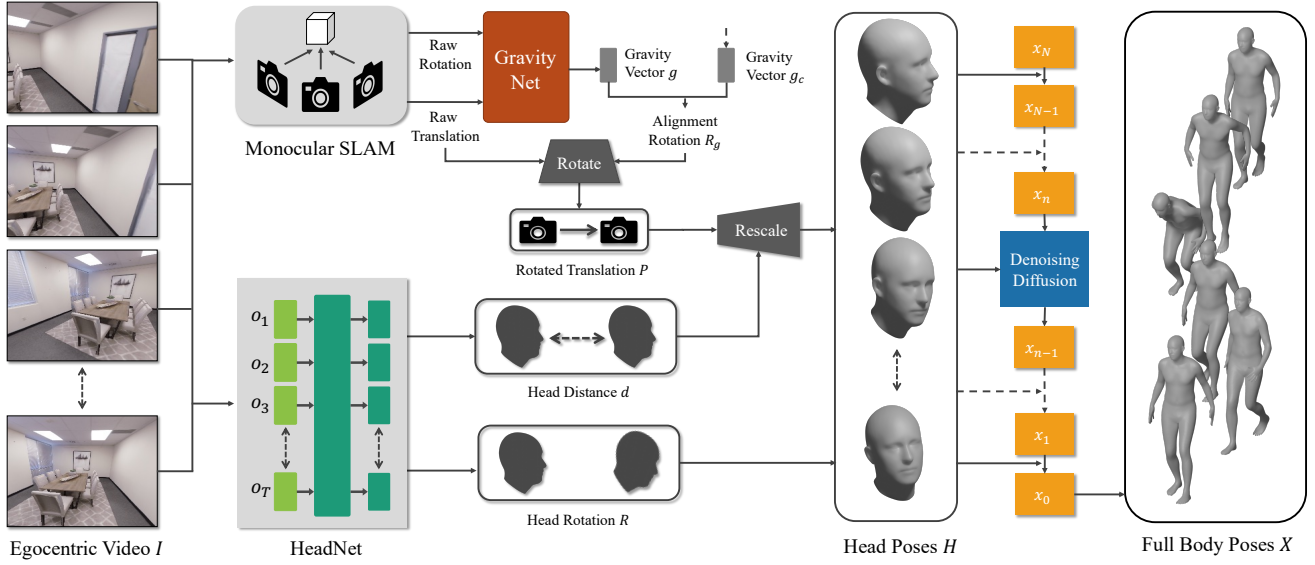 Egocentric Video I
Monocular SLAM
Raw
Rotation
Raw
Translation
Gravity
Net
Gravity
Vector g
Gravity
Vector g_c
Alignment
Rotation R_g
Rotate
Rotated Translation P
Rescale
o_1
o_2
o_3
o_T
HeadNet
Head Distance d
Head Rotation R
Head Poses H
x_N
x_{N−1}
x_n
Denoising
Diffusion
x_{n−1}
x_1
x_0
Full Body Poses X